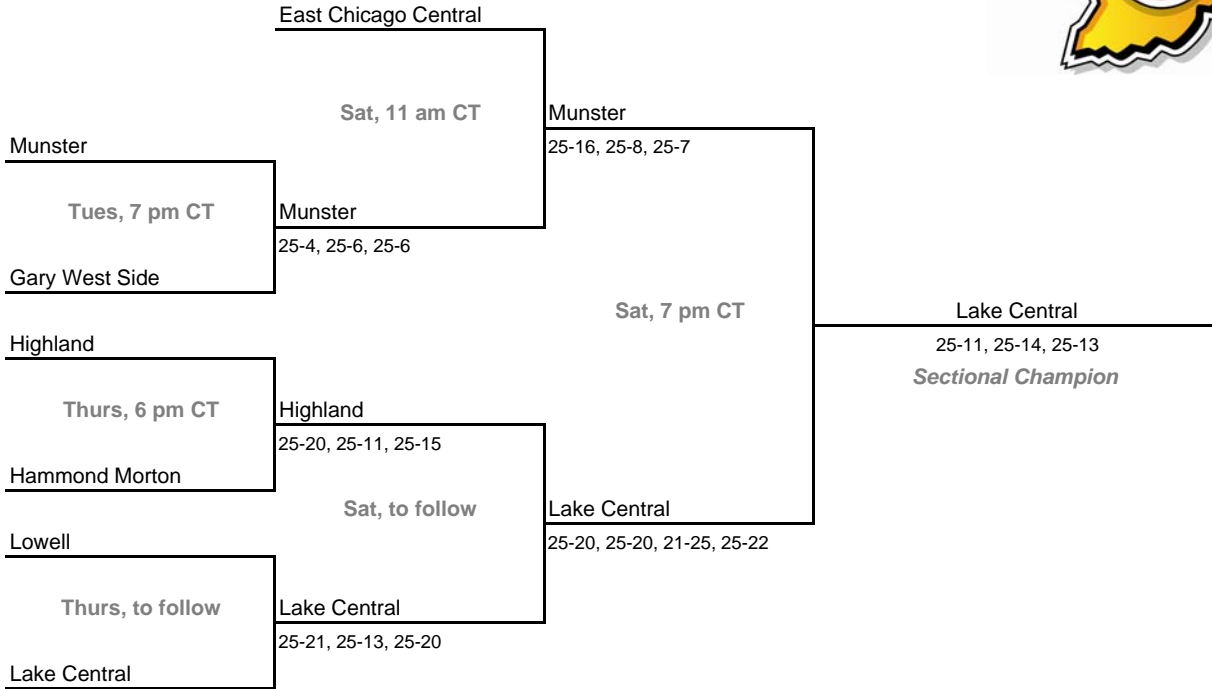 East Chicago Central
Sat, 11 am CT
Munster
Munster
25-16, 25-8, 25-7
Tues, 7 pm CT
Munster
25-4, 25-6, 25-6
Gary West Side
Sat, 7 pm CT
Lake Central
Highland
25-11, 25-14, 25-13
Sectional Champion
Thurs, 6 pm CT
Highland
25-20, 25-11, 25-15
Hammond Morton
Sat, to follow
Lake Central
Lowell
25-20, 25-20, 21-25, 25-22
Thurs, to follow
Lake Central
25-21, 25-13, 25-20
Lake Central